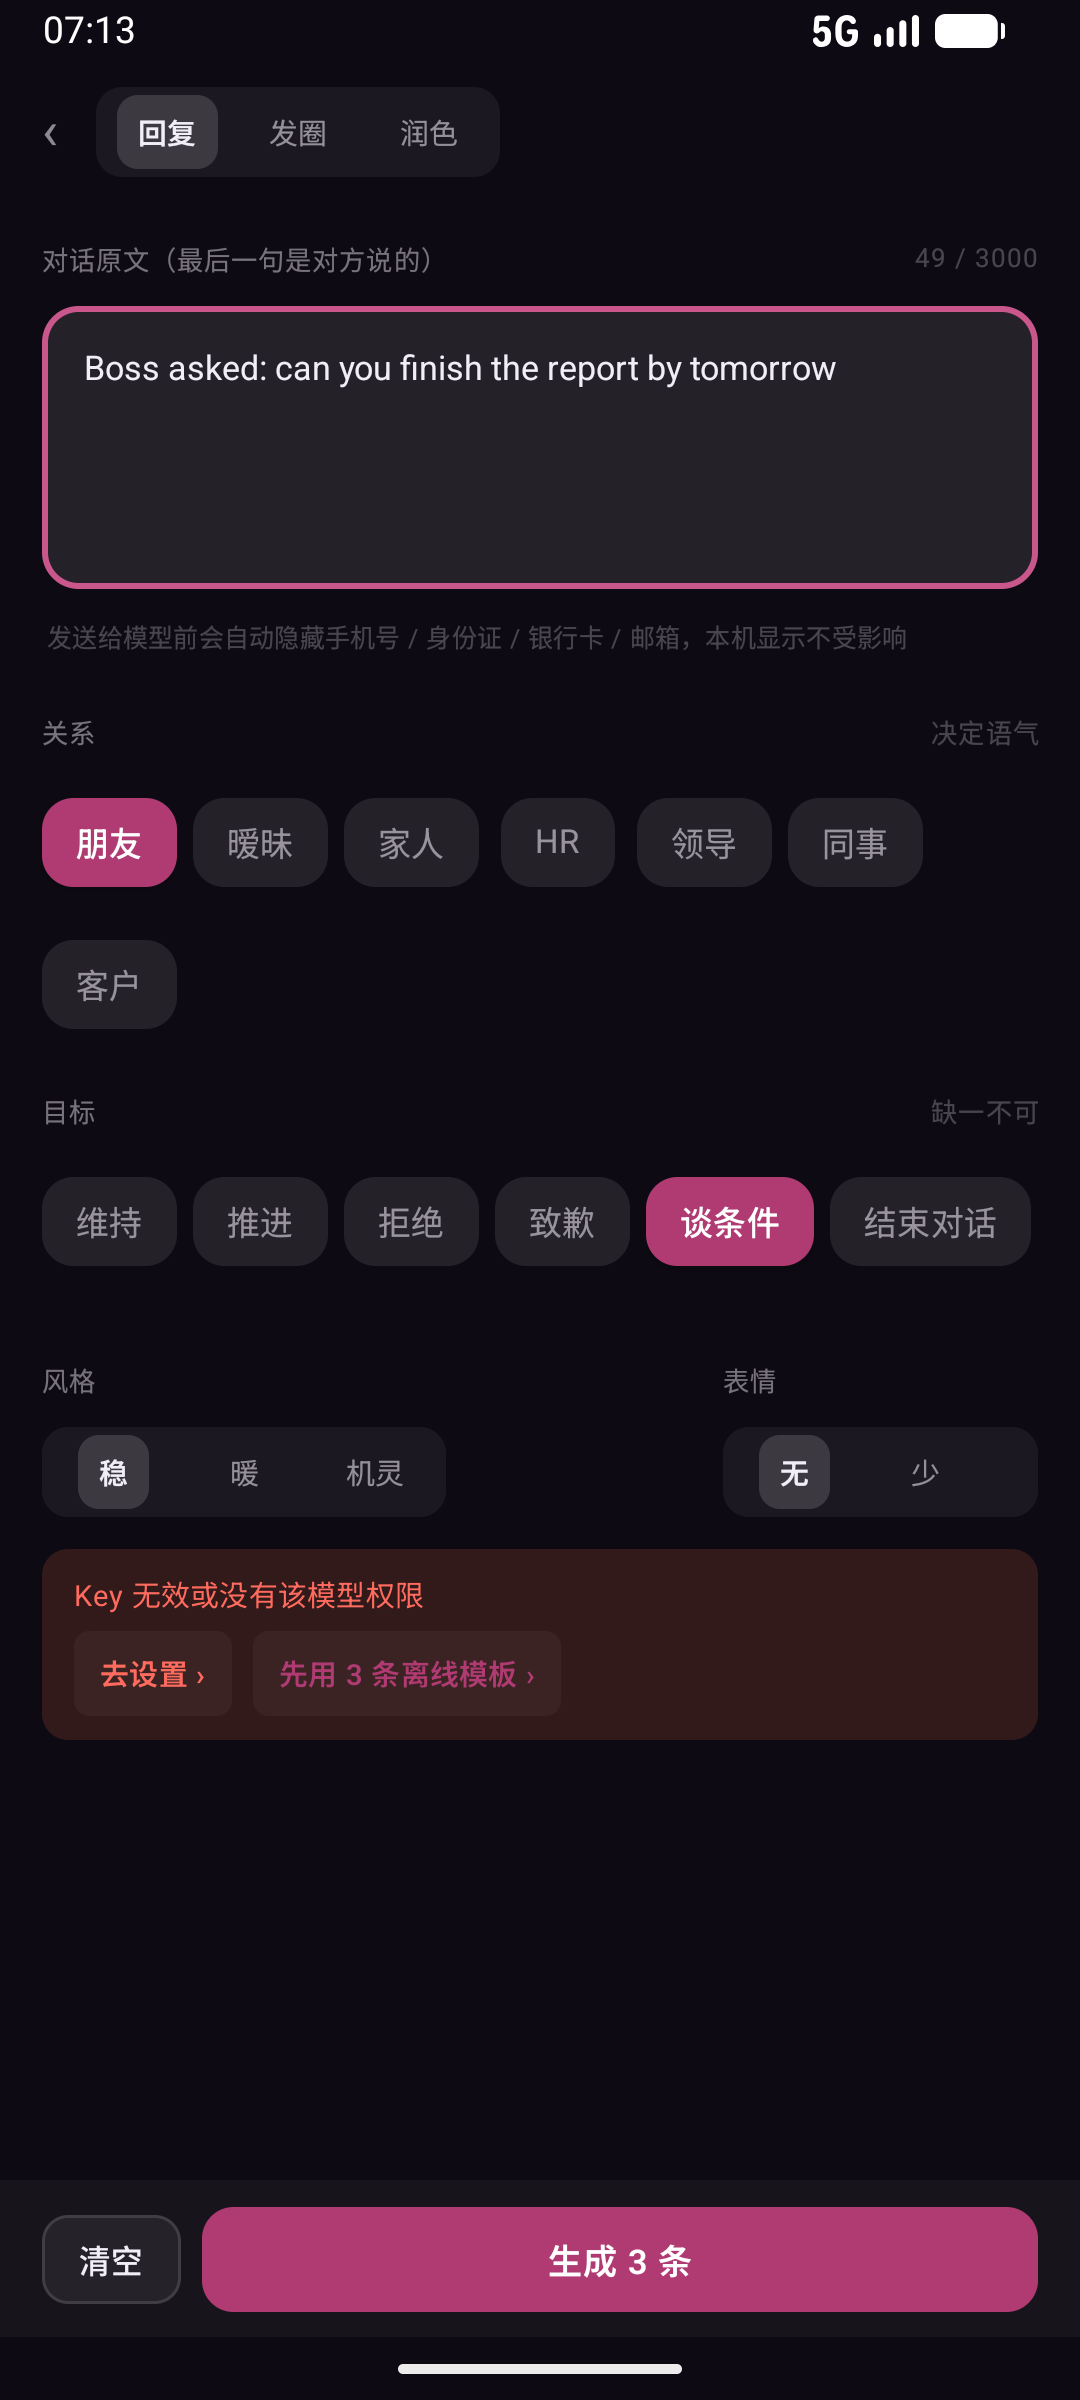 07:13 5G
‹ 回复 发圈 润色
对话原文（最后一句是对方说的） 49 / 3000
Boss asked: can you finish the report by tomorrow
发送给模型前会自动隐藏手机号 / 身份证 / 银行卡 / 邮箱，本机显示不受影响
关系 决定语气
朋友 暧昧 家人 HR 领导 同事
客户
目标 缺一不可
维持 推进 拒绝 致歉 谈条件 结束对话
风格 表情
稳 暖 机灵 无 少
Key 无效或没有该模型权限
去设置 › 先用 3 条离线模板 ›
清空 生成 3 条